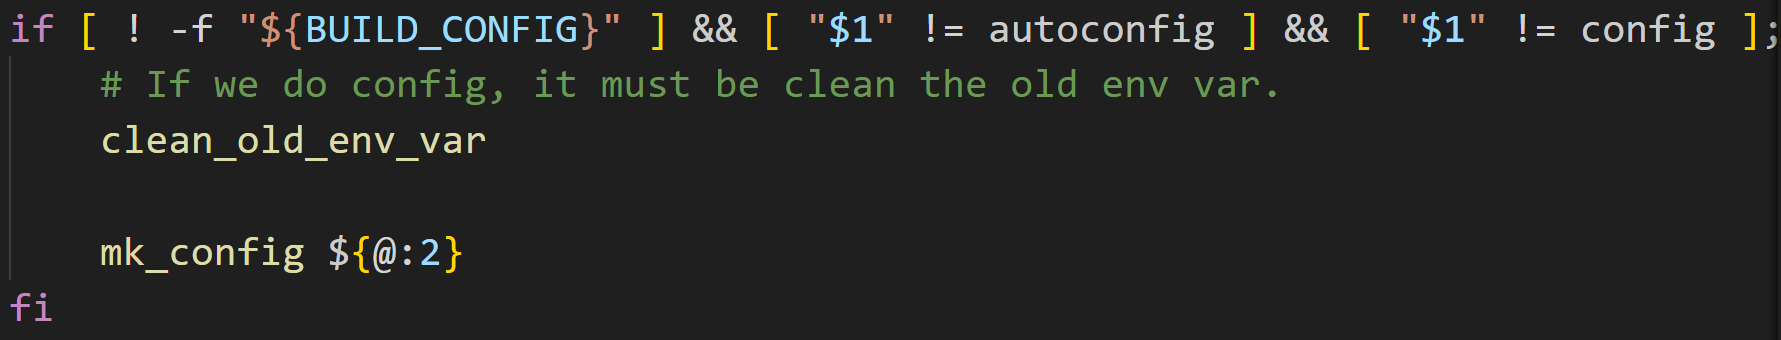 if [ ! -f "${BUILD_CONFIG}" ] && [ "$1" != autoconfig ] && [ "$1" != config ];
# If we do config, it must be clean the old env var.
clean_old_env_var
mk_config ${@:2}
fi